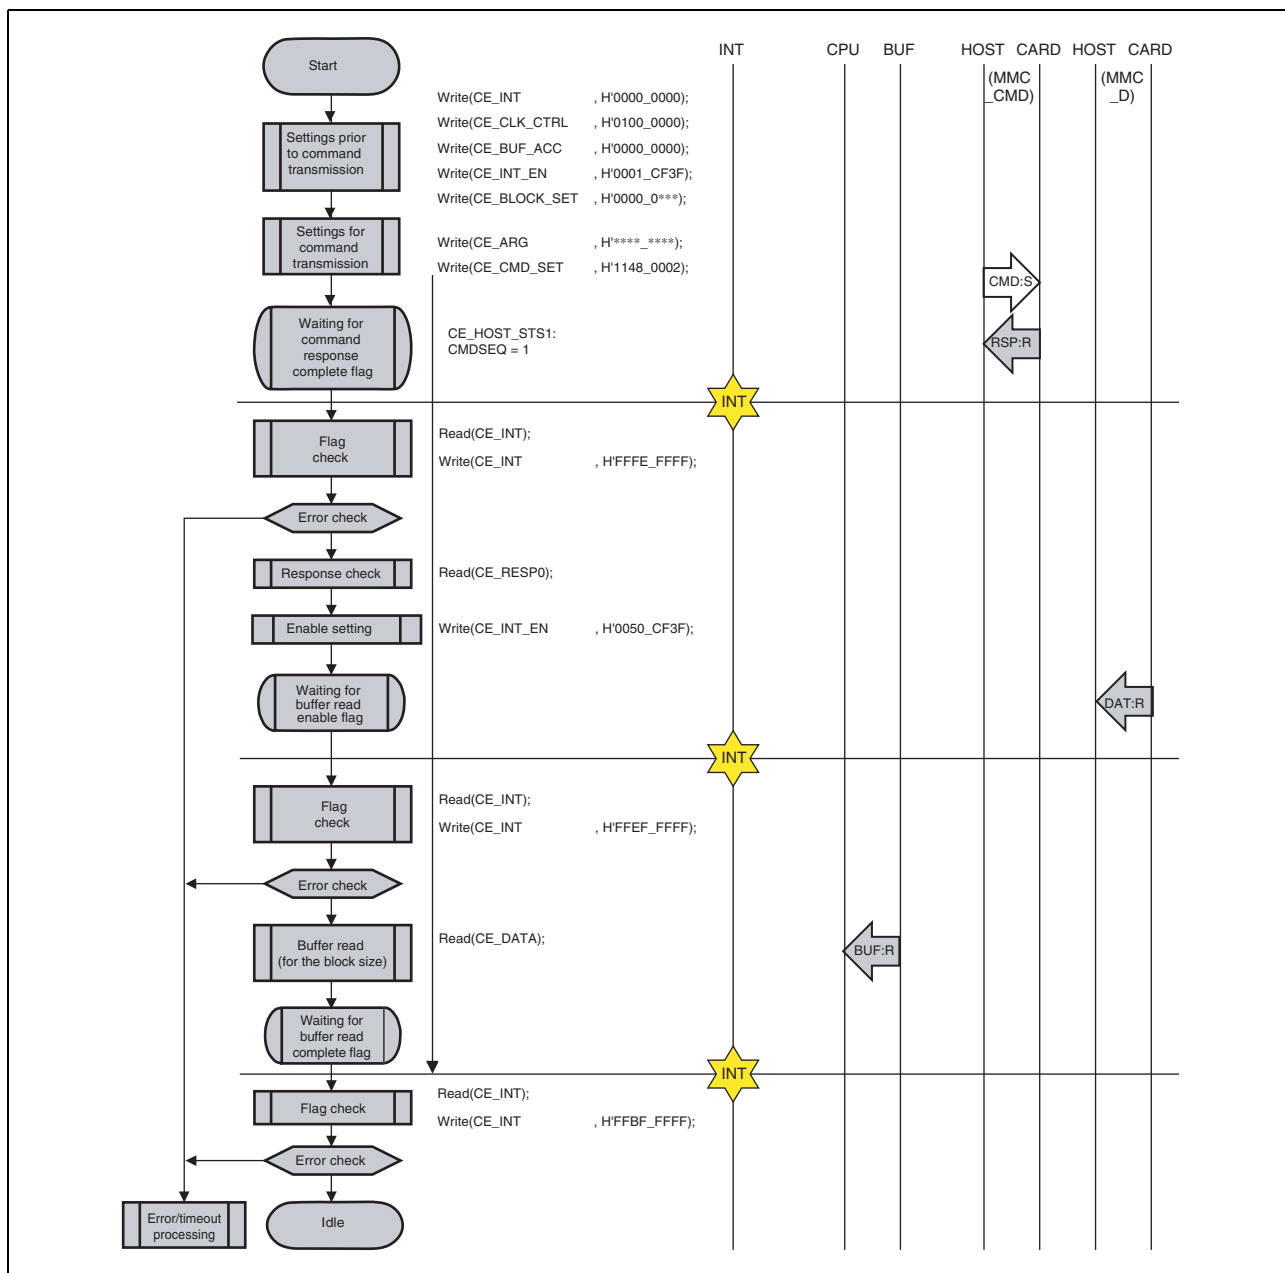 INT CPU BUF HOST CARD HOST CARD
(MMC
_CMD)
(MMC
_D)
Start
Write(CE_INT , H'0000_0000);
Write(CE_CLK_CTRL , H'0100_0000);
Settings prior
to command
transmission
Write(CE_BUF_ACC , H'0000_0000);
Write(CE_INT_EN , H'0001_CF3F);
Write(CE_BLOCK_SET , H'0000_0***);
Settings for
command
transmission
Write(CE_ARG , H'****_****);
Write(CE_CMD_SET , H'1148_0002);
CMD:S
Waiting for
command
response
complete flag
CE_HOST_STS1:
CMDSEQ = 1
RSP:R
INT
Flag
check
Read(CE_INT);
Write(CE_INT , H'FFFE_FFFF);
Error check
Response check
Read(CE_RESP0);
Enable setting
Write(CE_INT_EN , H'0050_CF3F);
Waiting for
buffer read
enable flag
DAT:R
INT
Flag
check
Read(CE_INT);
Write(CE_INT , H'FFEF_FFFF);
Error check
Buffer read
(for the block size)
Read(CE_DATA);
BUF:R
Waiting for
buffer read
complete flag
INT
Flag check
Read(CE_INT);
Write(CE_INT , H'FFBF_FFFF);
Error check
Error/timeout
processing
Idle